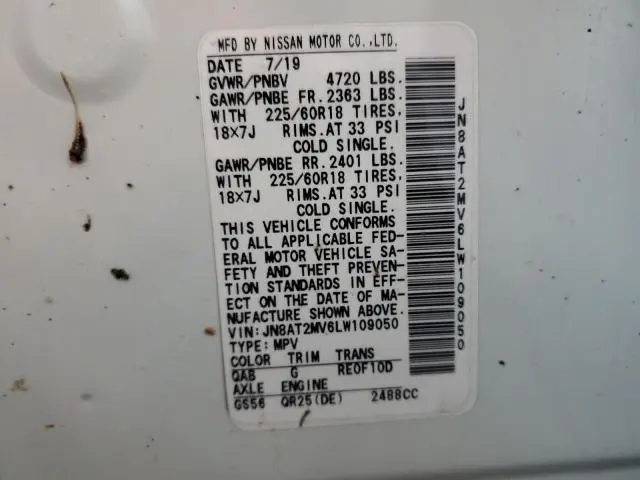 MFD BY NISSAN MOTOR CO.,LTD.
DATE 7/19
GVWR/PNBV 4720 LBS.
GAWR/PNBE FR. 2363 LBS.
WITH 225/60R18 TIRES,
18X7J RIMS.AT 33 PSI
COLD SINGLE.
GAWR/PNBE RR. 2401 LBS.
WITH 225/60R18 TIRES,
18X7J RIMS.AT 33 PSI
COLD SINGLE.
THIS VEHICLE CONFORMS
TO ALL APPLICABLE FED-
ERAL MOTOR VEHICLE SA-
FETY AND THEFT PREVEN-
TION STANDARDS IN EFF-
ECT ON THE DATE OF MA-
NUFACTURE SHOWN ABOVE.
VIN:JN8AT2MV6LW109050
TYPE:MPV
COLOR TRIM TRANS
QAB G RE0F10D
AXLE ENGINE
GS56 QR25(DE) 2488CC
JN8AT2MV6LW109050